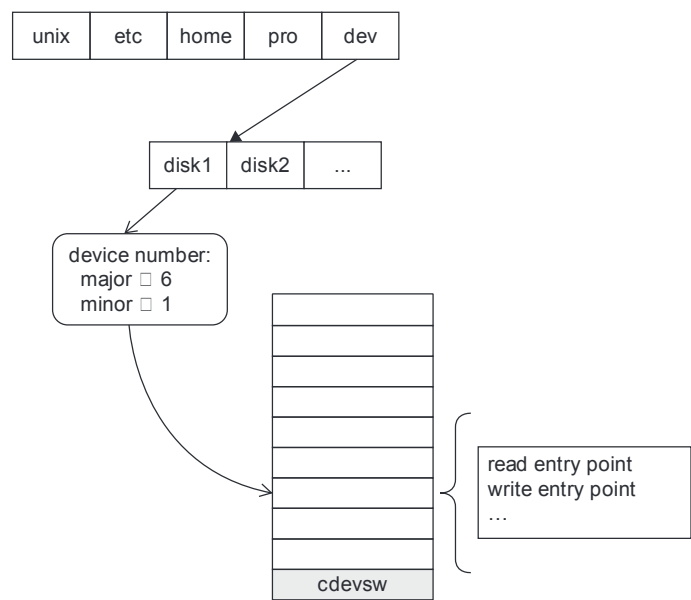 unix etc home pro dev
disk1 disk2 ...
device number:
major □ 6
minor □ 1
read entry point
write entry point
...
cdevsw